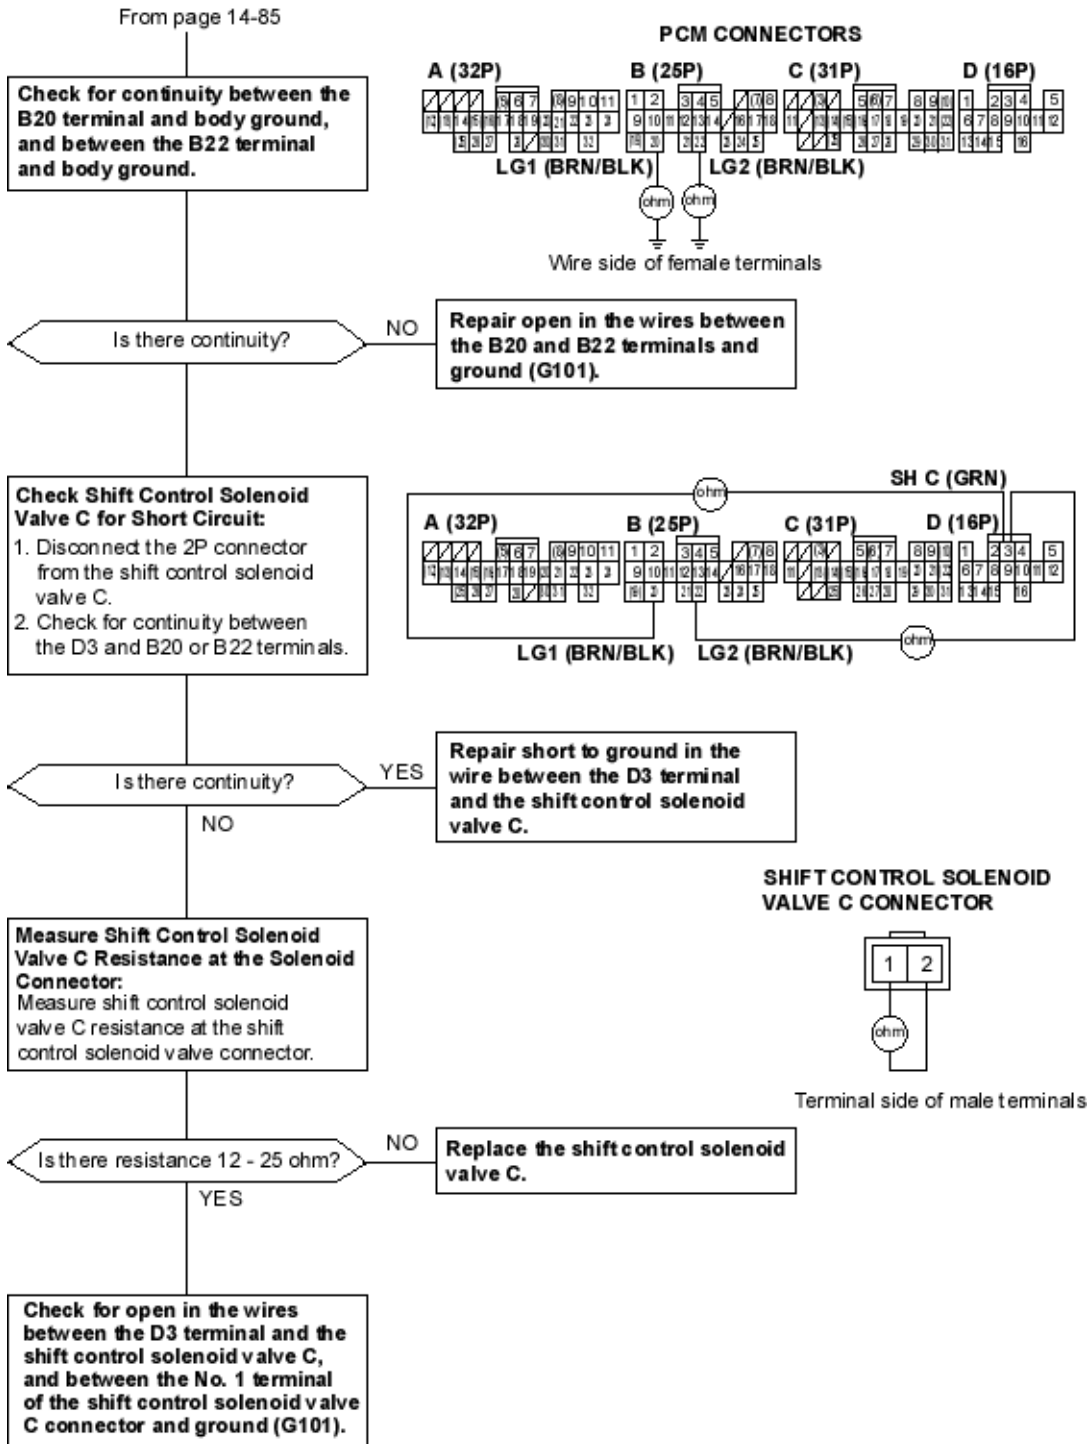 From page 14-85
PCM CONNECTORS
A (32P) B (25P) C (31P) D (16P)
Check for continuity between the
B20 terminal and body ground,
and between the B22 terminal
and body ground.
LG1 (BRN/BLK) LG2 (BRN/BLK)
ohm ohm
Wire side of female terminals
Is there continuity?
NO
Repair open in the wires between
the B20 and B22 terminals and
ground (G101).
Check Shift Control Solenoid
Valve C for Short Circuit:
1. Disconnect the 2P connector
from the shift control solenoid
valve C.
2. Check for continuity between
the D3 and B20 or B22 terminals.
SH C (GRN)
ohm
A (32P) B (25P) C (31P) D (16P)
LG1 (BRN/BLK) LG2 (BRN/BLK)
ohm
Is there continuity?
YES
NO
Repair short to ground in the
wire between the D3 terminal
and the shift control solenoid
valve C.
SHIFT CONTROL SOLENOID
VALVE C CONNECTOR
1 2
ohm
Terminal side of male terminals
Measure Shift Control Solenoid
Valve C Resistance at the Solenoid
Connector:
Measure shift control solenoid
valve C resistance at the shift
control solenoid valve connector.
Is there resistance 12 - 25 ohm?
NO
YES
Replace the shift control solenoid
valve C.
Check for open in the wires
between the D3 terminal and the
shift control solenoid valve C,
and between the No. 1 terminal
of the shift control solenoid valve
C connector and ground (G101).